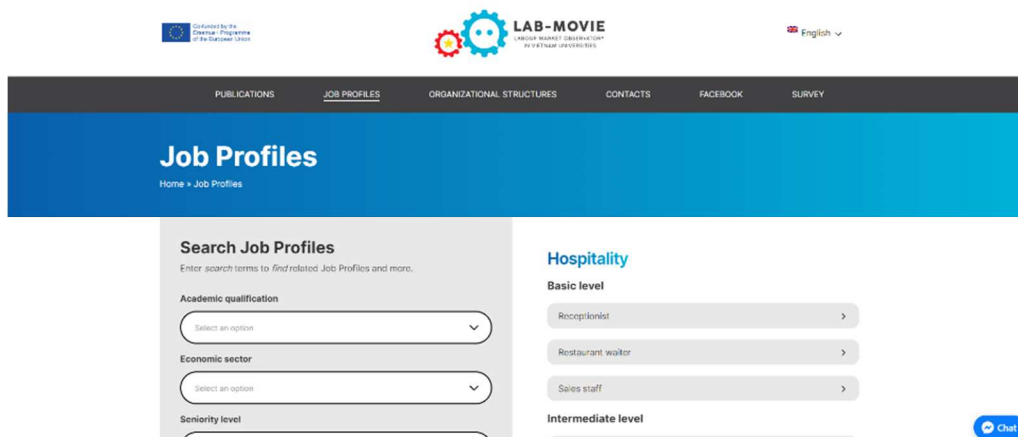 Co-funded by the
Erasmus+ Programme
of the European Union
LAB-MOVIE
LABOUR MARKET OBSERVATORY
IN VIETNAM UNIVERSITIES
English
PUBLICATIONS JOB PROFILES ORGANIZATIONAL STRUCTURES CONTACTS FACEBOOK SURVEY
Job Profiles
Home » Job Profiles
Search Job Profiles
Enter search terms to find related Job Profiles and more.
Academic qualification
Select an option
Economic sector
Select an option
Seniority level
Hospitality
Basic level
Receptionist
Restaurant waiter
Sales staff
Intermediate level
Chat